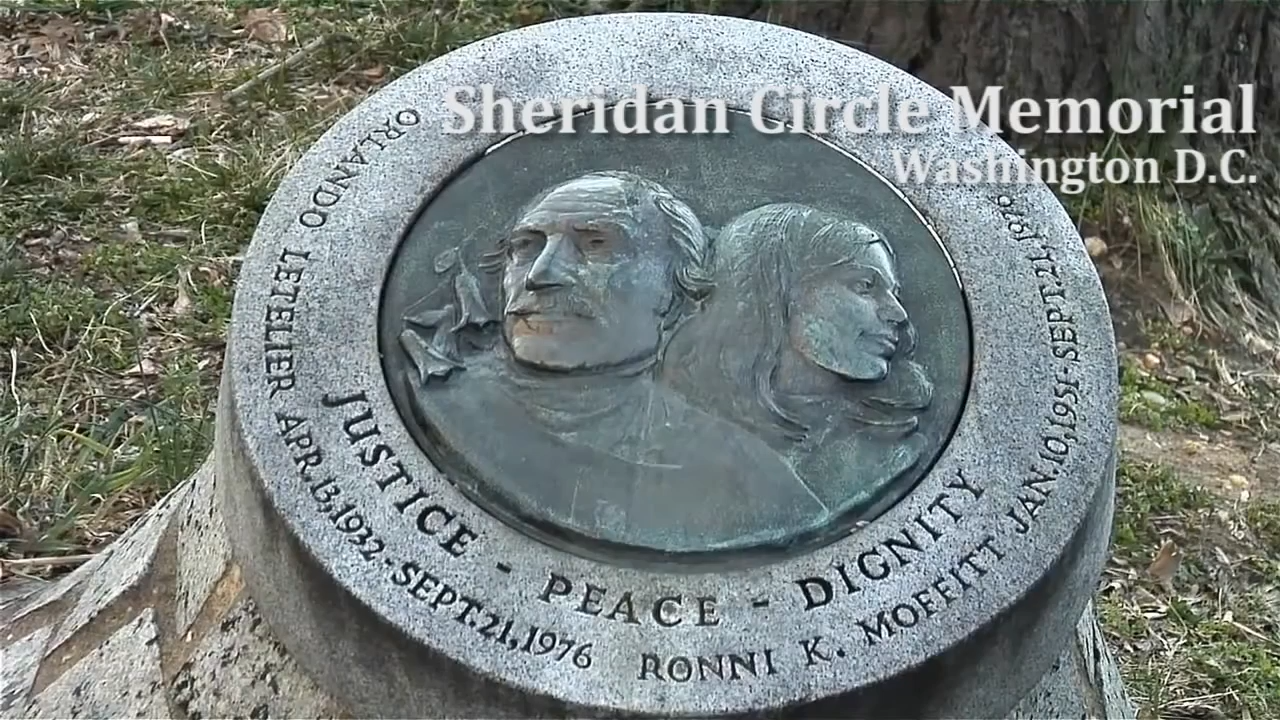 Sheridan Circle Memorial
Washington D.C.
ORLANDO LETELIER APR.13,1932-SEPT.21,1976
JUSTICE - PEACE - DIGNITY
RONNI K. MOFFITT JAN.10,1951-SEPT.21,1976